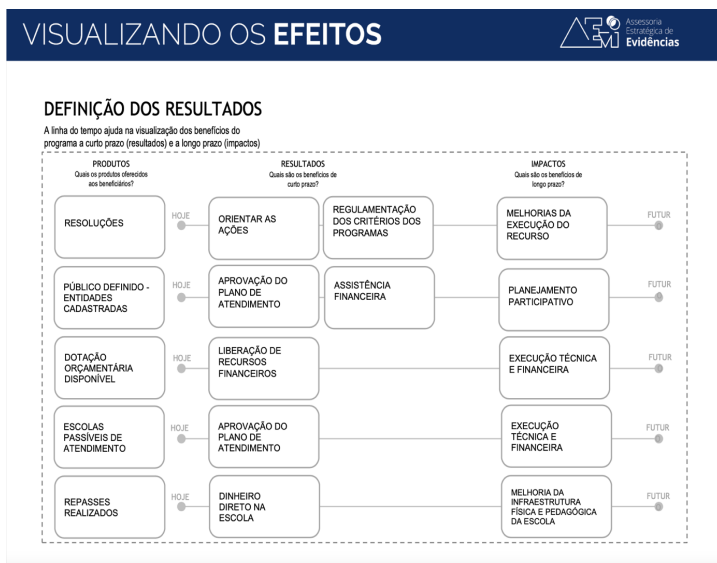 VISUALIZANDO OS EFEITOS
Assessoria
Estratégica de
Evidências
DEFINIÇÃO DOS RESULTADOS
A linha do tempo ajuda na visualização dos benefícios do
programa a curto prazo (resultados) e a longo prazo (impactos)
PRODUTOS
Quais os produtos oferecidos
aos beneficiários?
RESULTADOS
Quais são os benefícios de
curto prazo?
IMPACTOS
Quais são os benefícios de
longo prazo?
RESOLUÇÕES
HOJE
ORIENTAR AS
AÇÕES
REGULAMENTAÇÃO
DOS CRITÉRIOS DOS
PROGRAMAS
MELHORIAS DA
EXECUÇÃO DO
RECURSO
FUTUR
O
PÚBLICO DEFINIDO -
ENTIDADES
CADASTRADAS
HOJE
APROVAÇÃO DO
PLANO DE
ATENDIMENTO
ASSISTÊNCIA
FINANCEIRA
PLANEJAMENTO
PARTICIPATIVO
FUTUR
O
DOTAÇÃO
ORÇAMENTÁRIA
DISPONÍVEL
HOJE
LIBERAÇÃO DE
RECURSOS
FINANCEIROS
EXECUÇÃO TÉCNICA
E FINANCEIRA
FUTUR
O
ESCOLAS
PASSÍVEIS DE
ATENDIMENTO
HOJE
APROVAÇÃO DO
PLANO DE
ATENDIMENTO
EXECUÇÃO
TÉCNICA E
FINANCEIRA
FUTUR
O
REPASSES
REALIZADOS
HOJE
DINHEIRO
DIRETO NA
ESCOLA
MELHORIA DA
INFRAESTRUTURA
FÍSICA E PEDAGÓGICA
DA ESCOLA
FUTUR
O